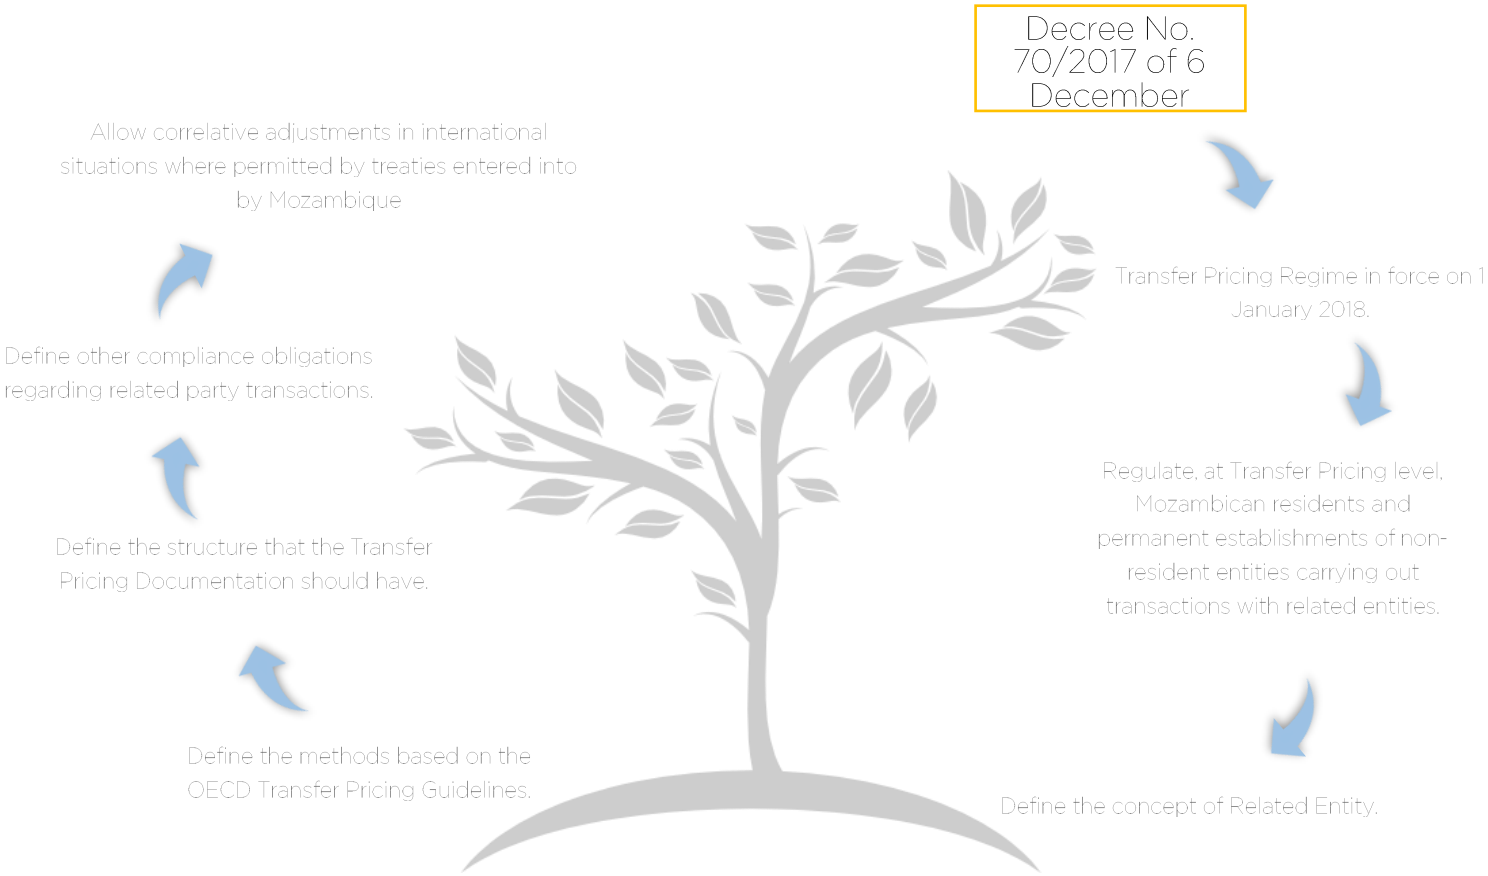 Decree No.
70/2017 of 6
December
Transfer Pricing Regime in force on 1
January 2018.
Regulate, at Transfer Pricing level,
Mozambican residents and
permanent establishments of non-
resident entities carrying out
transactions with related entities.
Define the concept of Related Entity.
Define the methods based on the
OECD Transfer Pricing Guidelines.
Define the structure that the Transfer
Pricing Documentation should have.
Define other compliance obligations
regarding related party transactions.
Allow correlative adjustments in international
situations where permitted by treaties entered into
by Mozambique